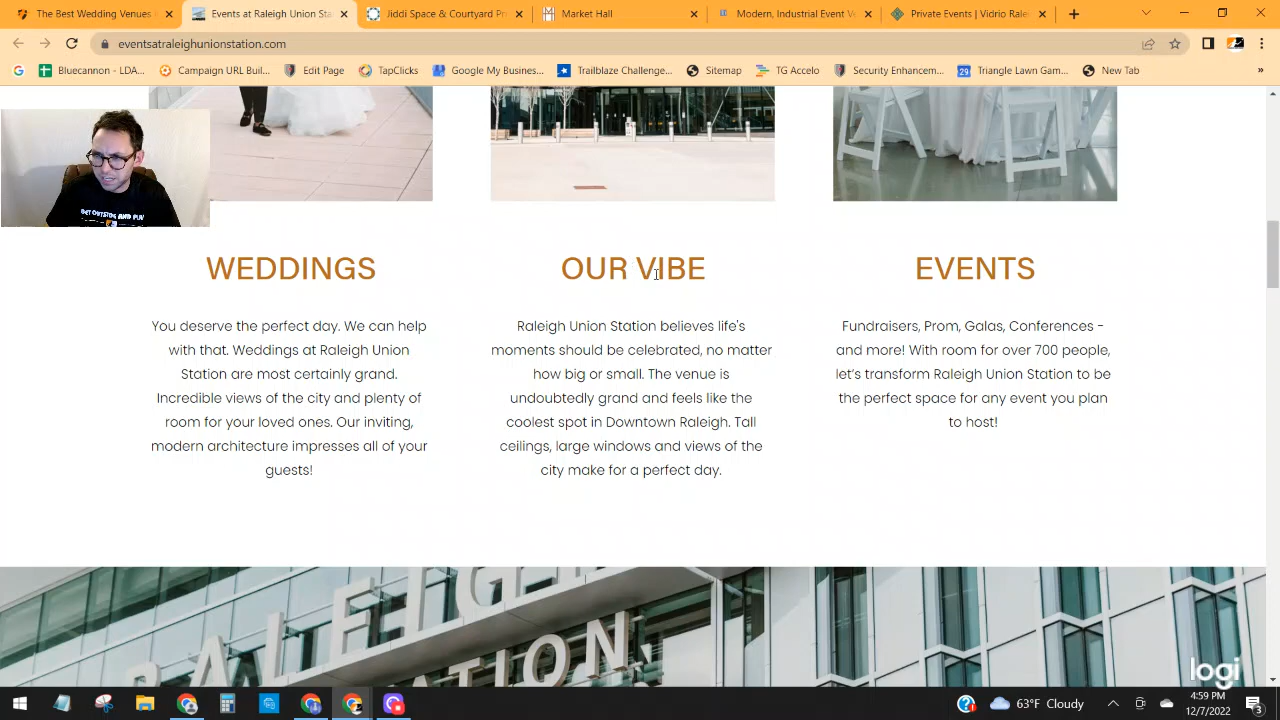 The Best Wedding Venues
Events at Raleigh Union Sta
Jiddi Space & Courtyard Pr
Market Hall
Modern, Industrial Event V
Private Events | Vidrio Rale
eventsatraleighunionstation.com
Bluecannon - LDA...
Campaign URL Buil...
Edit Page
TapClicks
Google My Busines...
Trailblaze Challenge...
Sitemap
TG Accelo
Security Enhancem...
29
Triangle Lawn Gam...
New Tab
»
GET OUTSIDE AND PLAY
WEDDINGS
You deserve the perfect day. We can help
with that. Weddings at Raleigh Union
Station are most certainly grand.
Incredible views of the city and plenty of
room for your loved ones. Our inviting,
modern architecture impresses all of your
guests!
OUR VIBE
Raleigh Union Station believes life's
moments should be celebrated, no matter
how big or small. The venue is
undoubtedly grand and feels like the
coolest spot in Downtown Raleigh. Tall
ceilings, large windows and views of the
city make for a perfect day.
EVENTS
Fundraisers, Prom, Galas, Conferences -
and more! With room for over 700 people,
let's transform Raleigh Union Station to be
the perfect space for any event you plan
to host!
RALEIGH
STATION
logi
63°F Cloudy
4:59 PM
12/7/2022
3